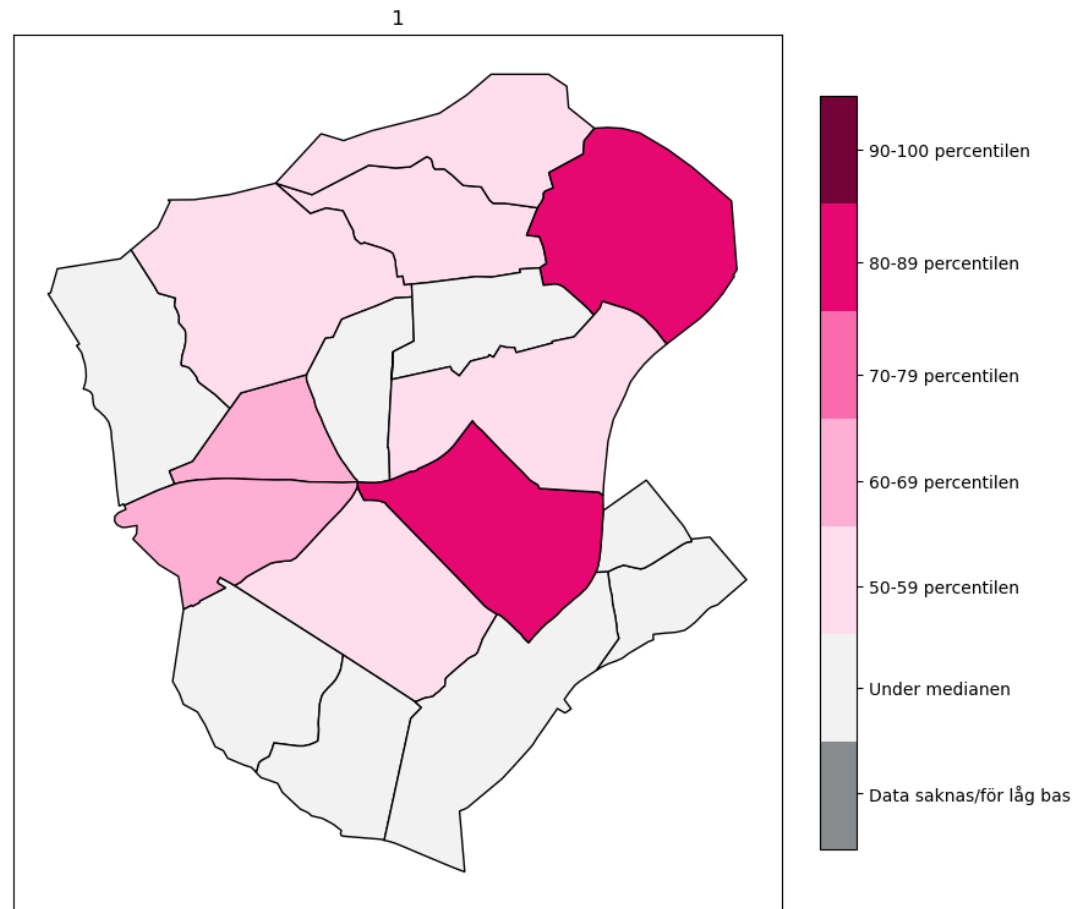 1
90-100 percentilen
80-89 percentilen
70-79 percentilen
60-69 percentilen
50-59 percentilen
Under medianen
Data saknas/för låg bas